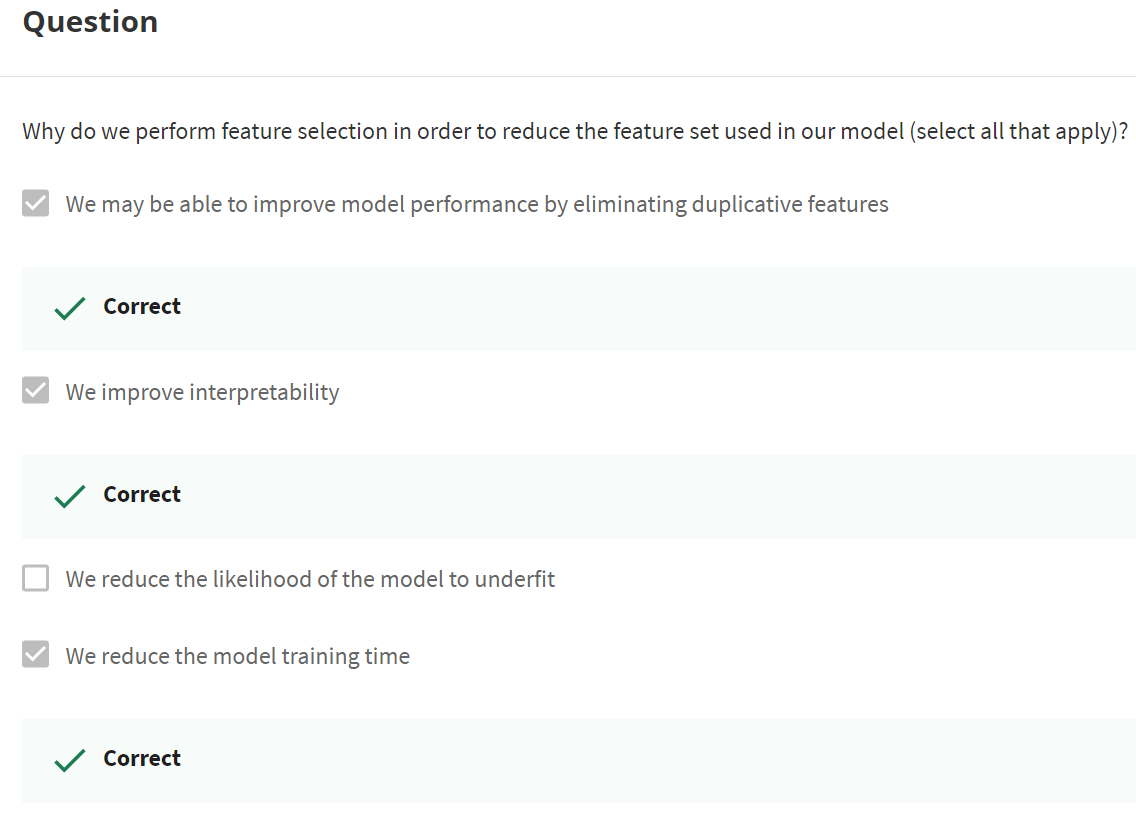 Question
Why do we perform feature selection in order to reduce the feature set used in our model (select all that apply)?
We may be able to improve model performance by eliminating duplicative features
Correct
We improve interpretability
Correct
We reduce the likelihood of the model to underfit
We reduce the model training time
Correct